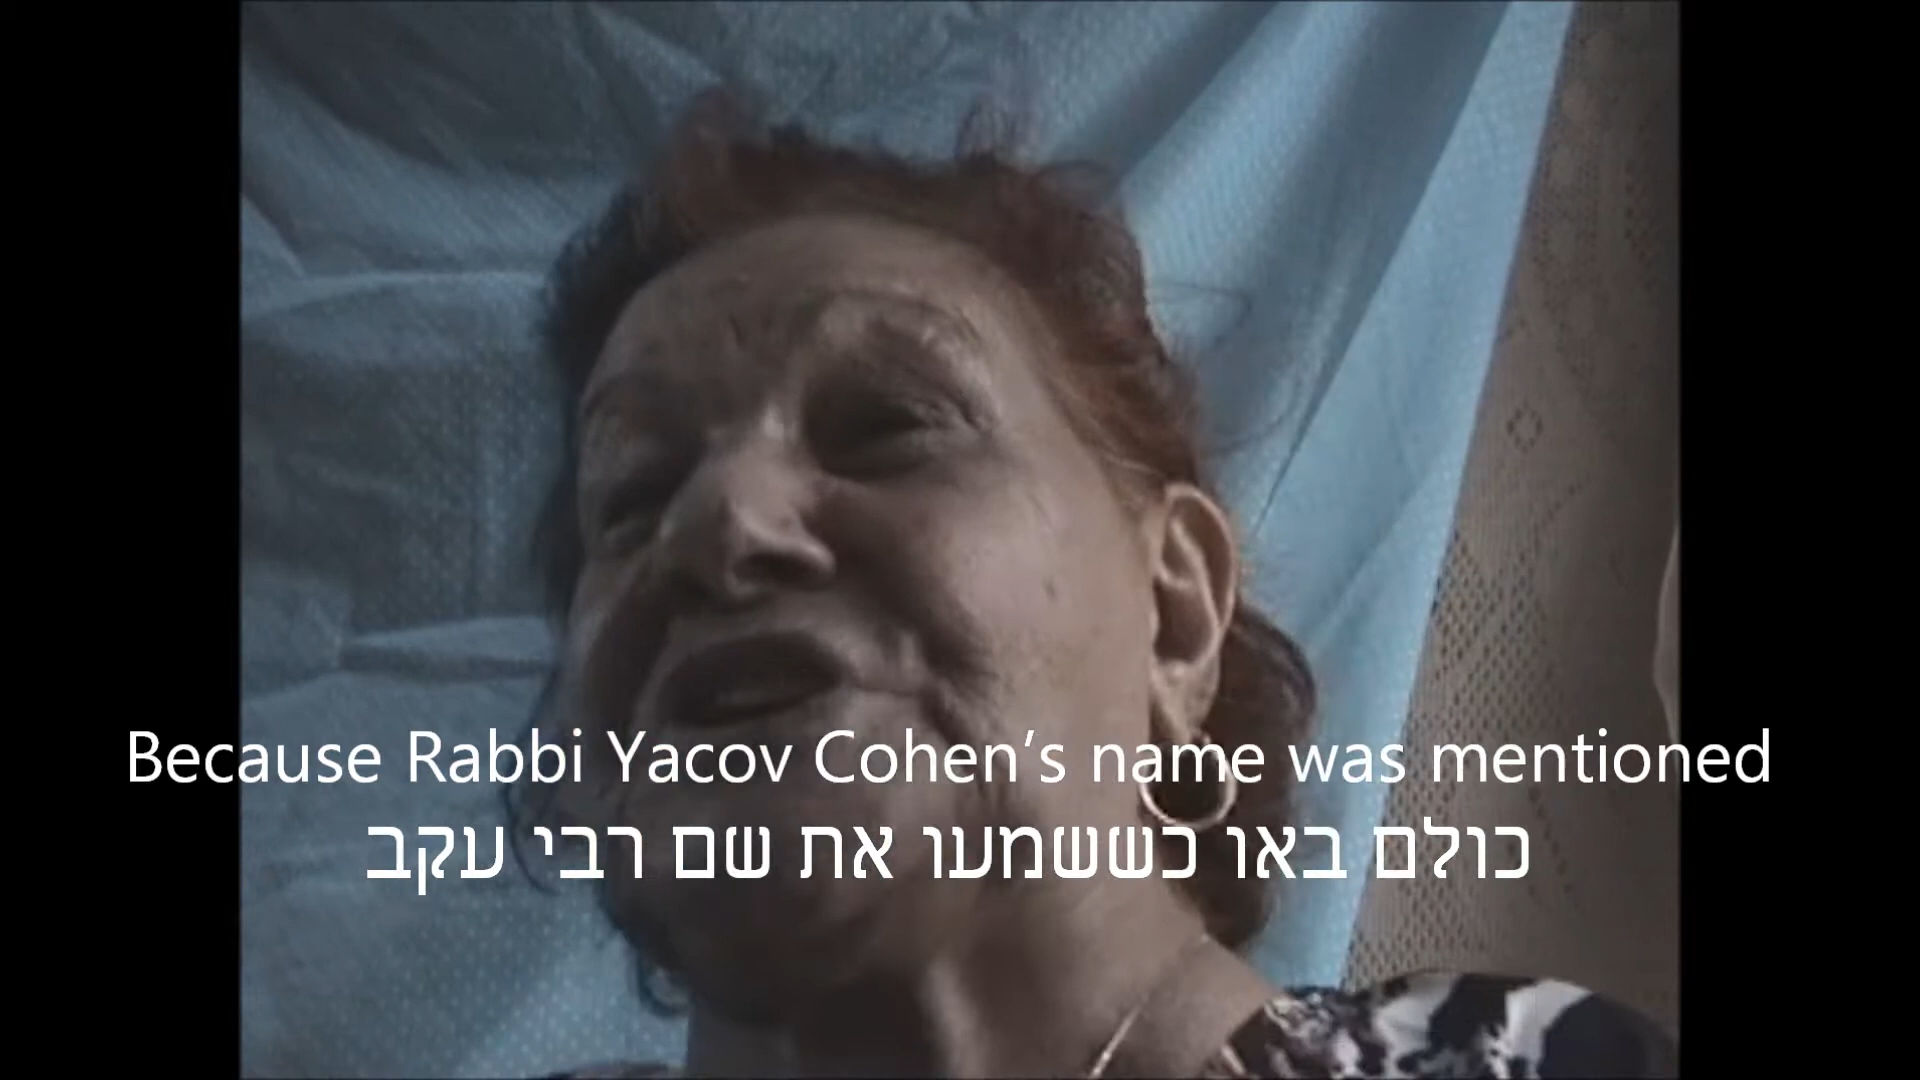 Because Rabbi Yacov Cohen’s name was mentioned
כולם באו כששמעו את שם רבי עקב